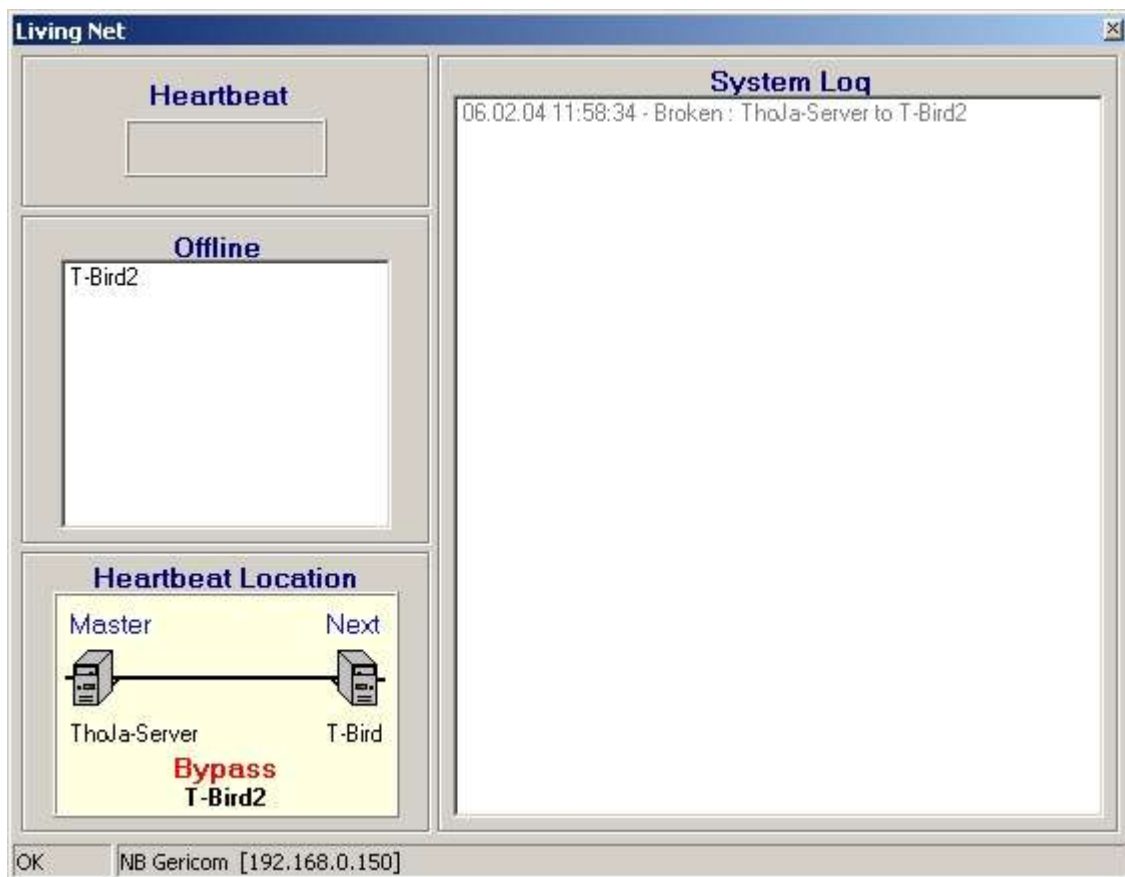 Living Net
Heartbeat
System Log
06.02.04 11:58:34 - Broken : ThoJa-Server to T-Bird2
Offline
T-Bird2
Heartbeat Location
Master Next
ThoJa-Server T-Bird
Bypass
T-Bird2
OK NB Gericom [192.168.0.150]